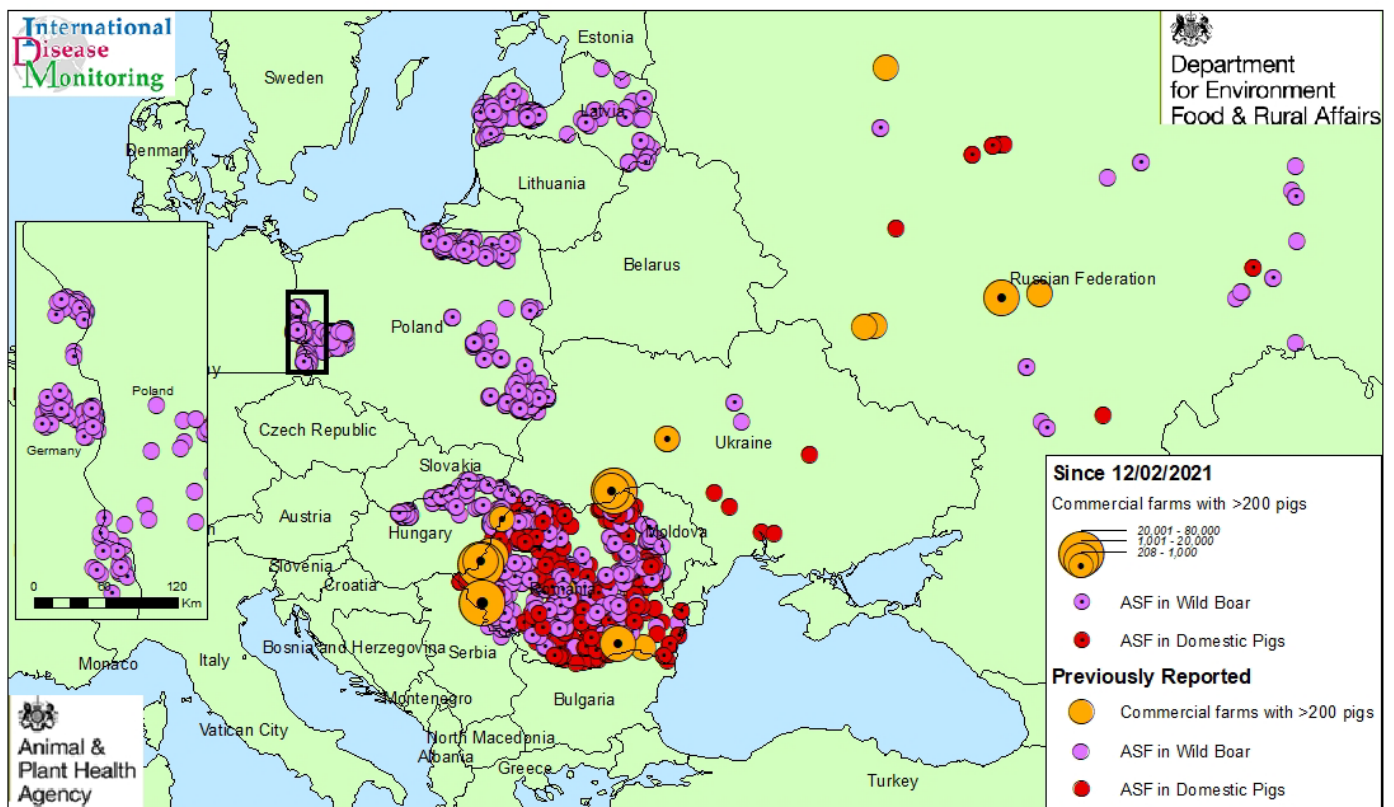 International
Disease
Monitoring
Department
for Environment
Food & Rural Affairs
Estonia
Sweden
Latvia
Denmark
Lithuania
Belarus
Russian Federation
Poland
Poland
Germany
Czech Republic
Ukraine
Slovakia
Austria
Hungary
Moldova
Slovenia
Croatia
Romania
0
120
Km
Bosnia and Herzegovina
Serbia
Monaco
Italy
Montenegro
Bulgaria
Vatican City
North Macedonia
Albania
Greece
Turkey
Since 12/02/2021
Commercial farms with >200 pigs
20,001 - 80,000
1,001 - 20,000
208 - 1,000
ASF in Wild Boar
ASF in Domestic Pigs
Previously Reported
Commercial farms with >200 pigs
ASF in Wild Boar
ASF in Domestic Pigs
Animal &
Plant Health
Agency